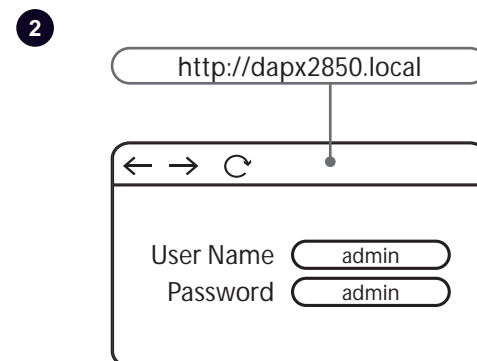 2
http://dapx2850.local
User Name admin
Password admin